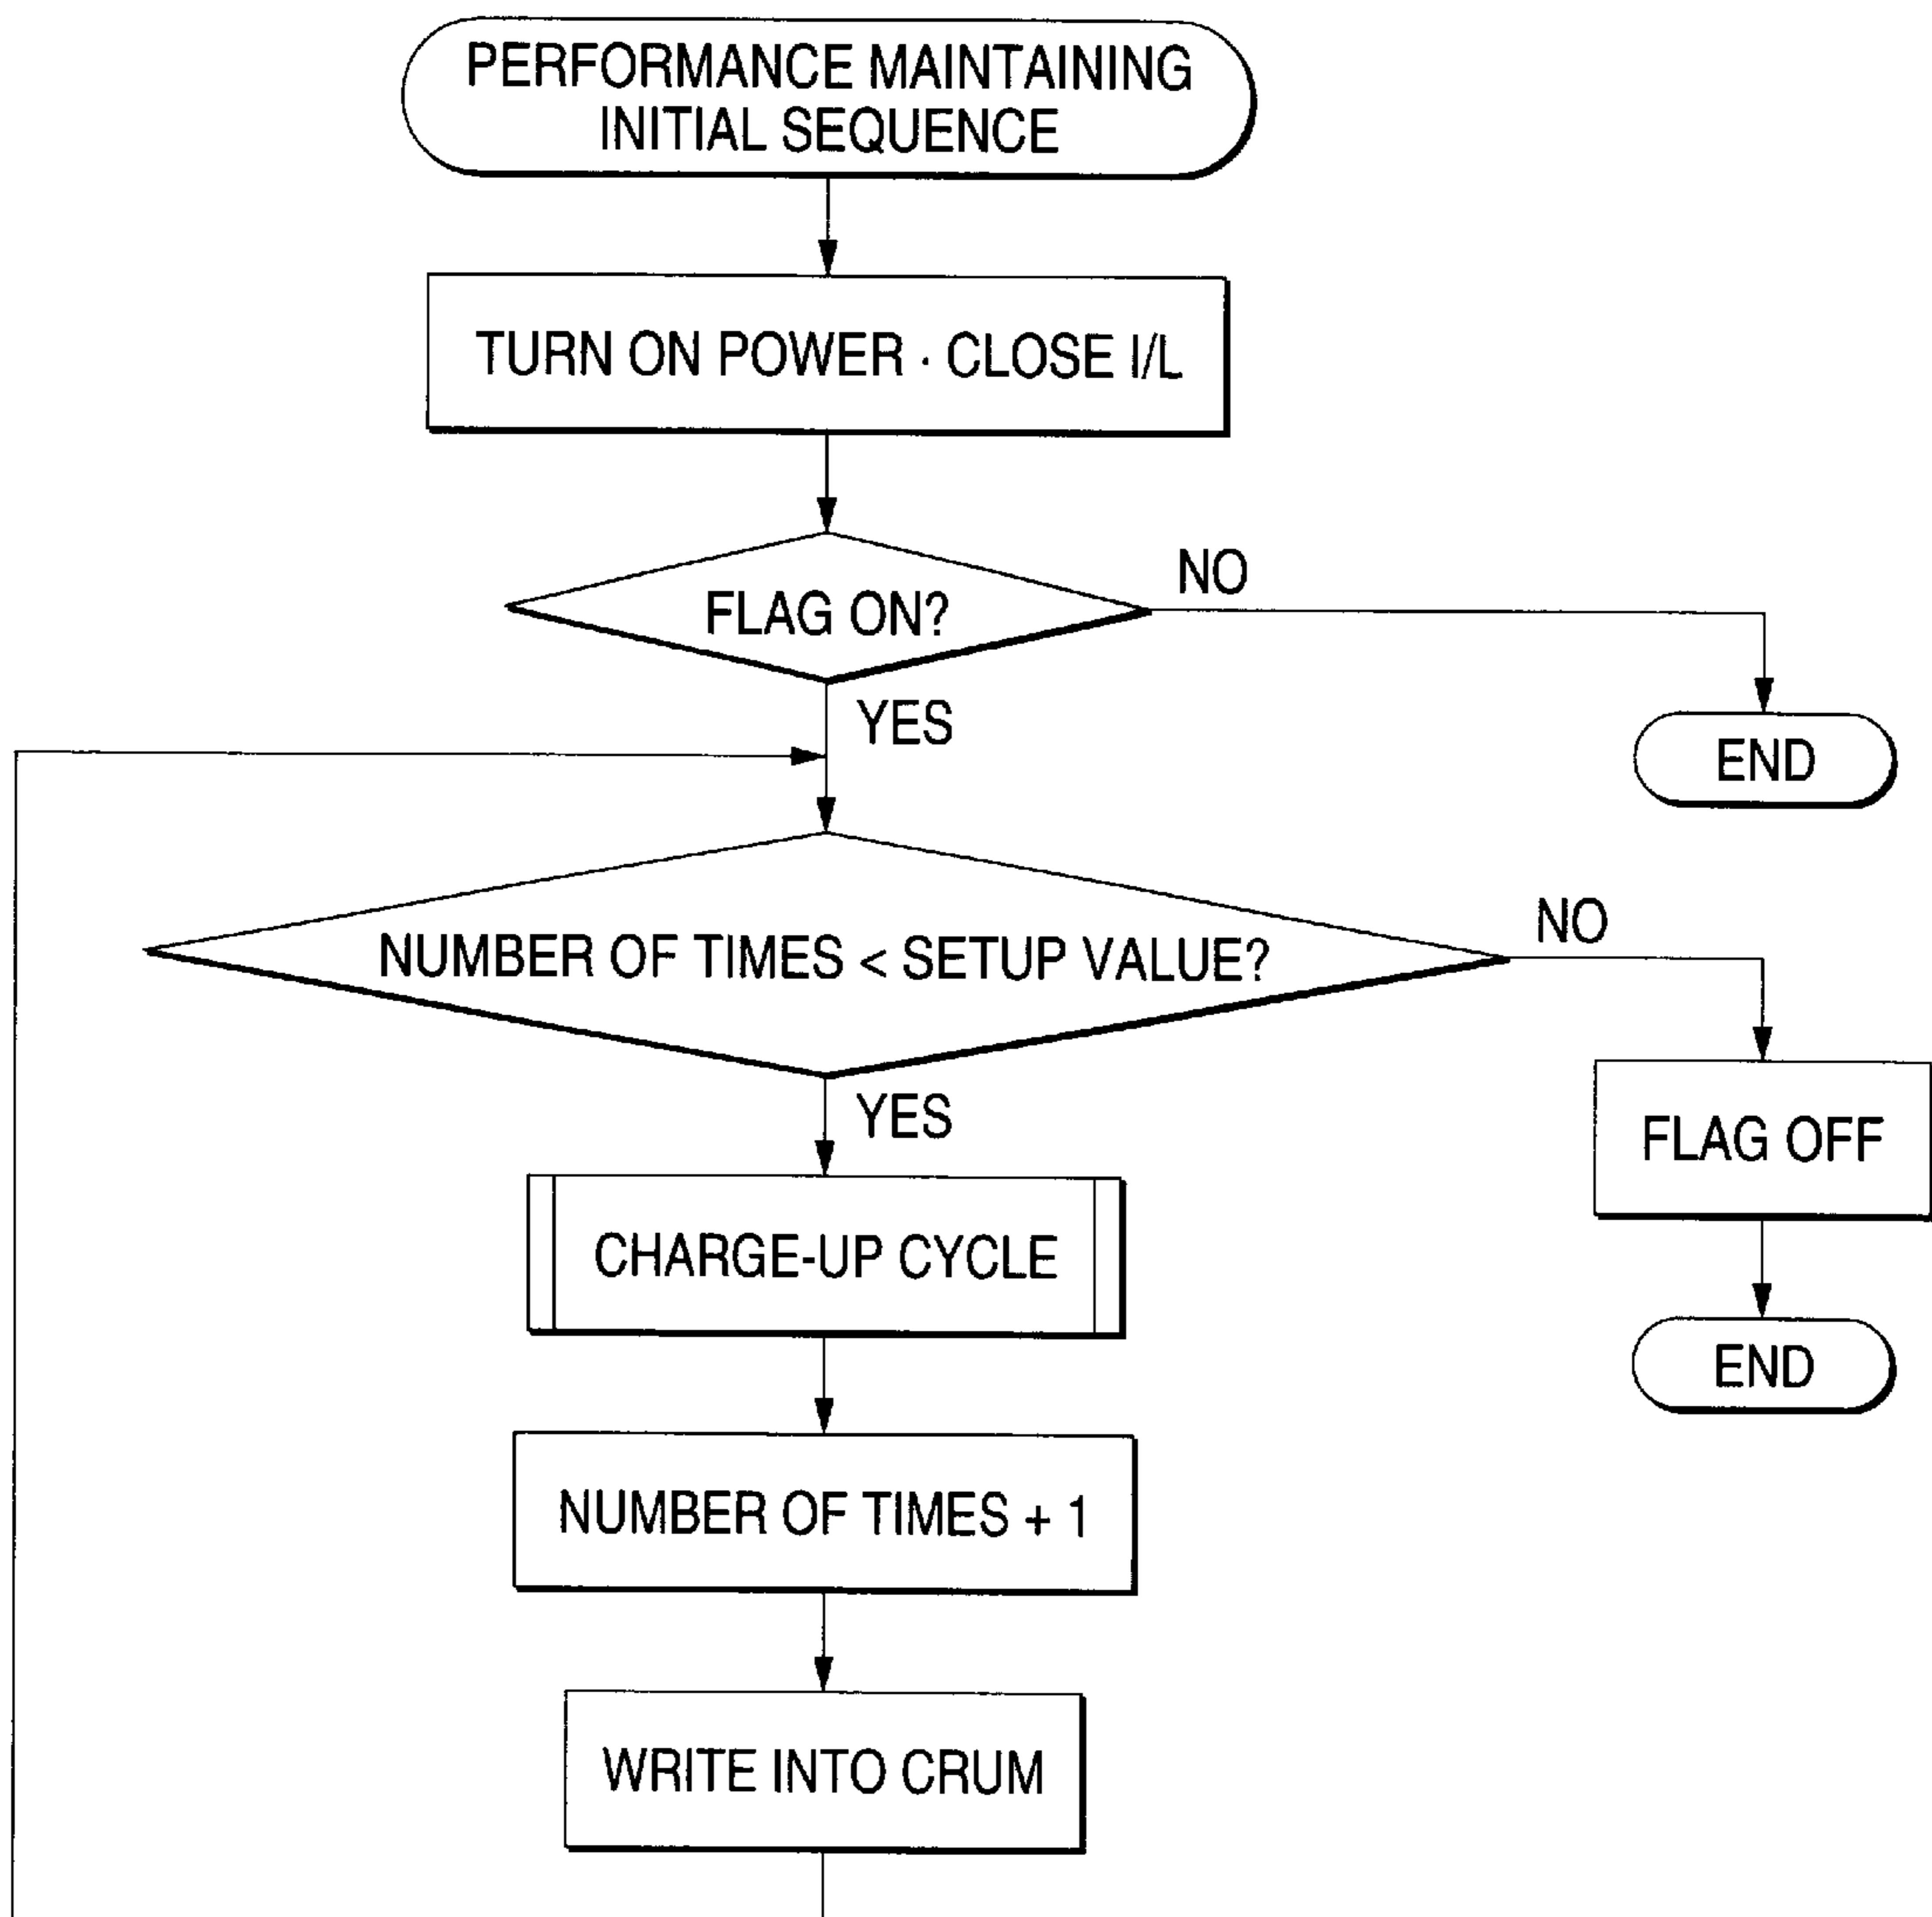 PERFORMANCE MAINTAINING
INITIAL SEQUENCE
TURN ON POWER · CLOSE I/L
FLAG ON?
NO
YES
END
NUMBER OF TIMES < SETUP VALUE?
NO
YES
FLAG OFF
CHARGE-UP CYCLE
END
NUMBER OF TIMES + 1
WRITE INTO CRUM